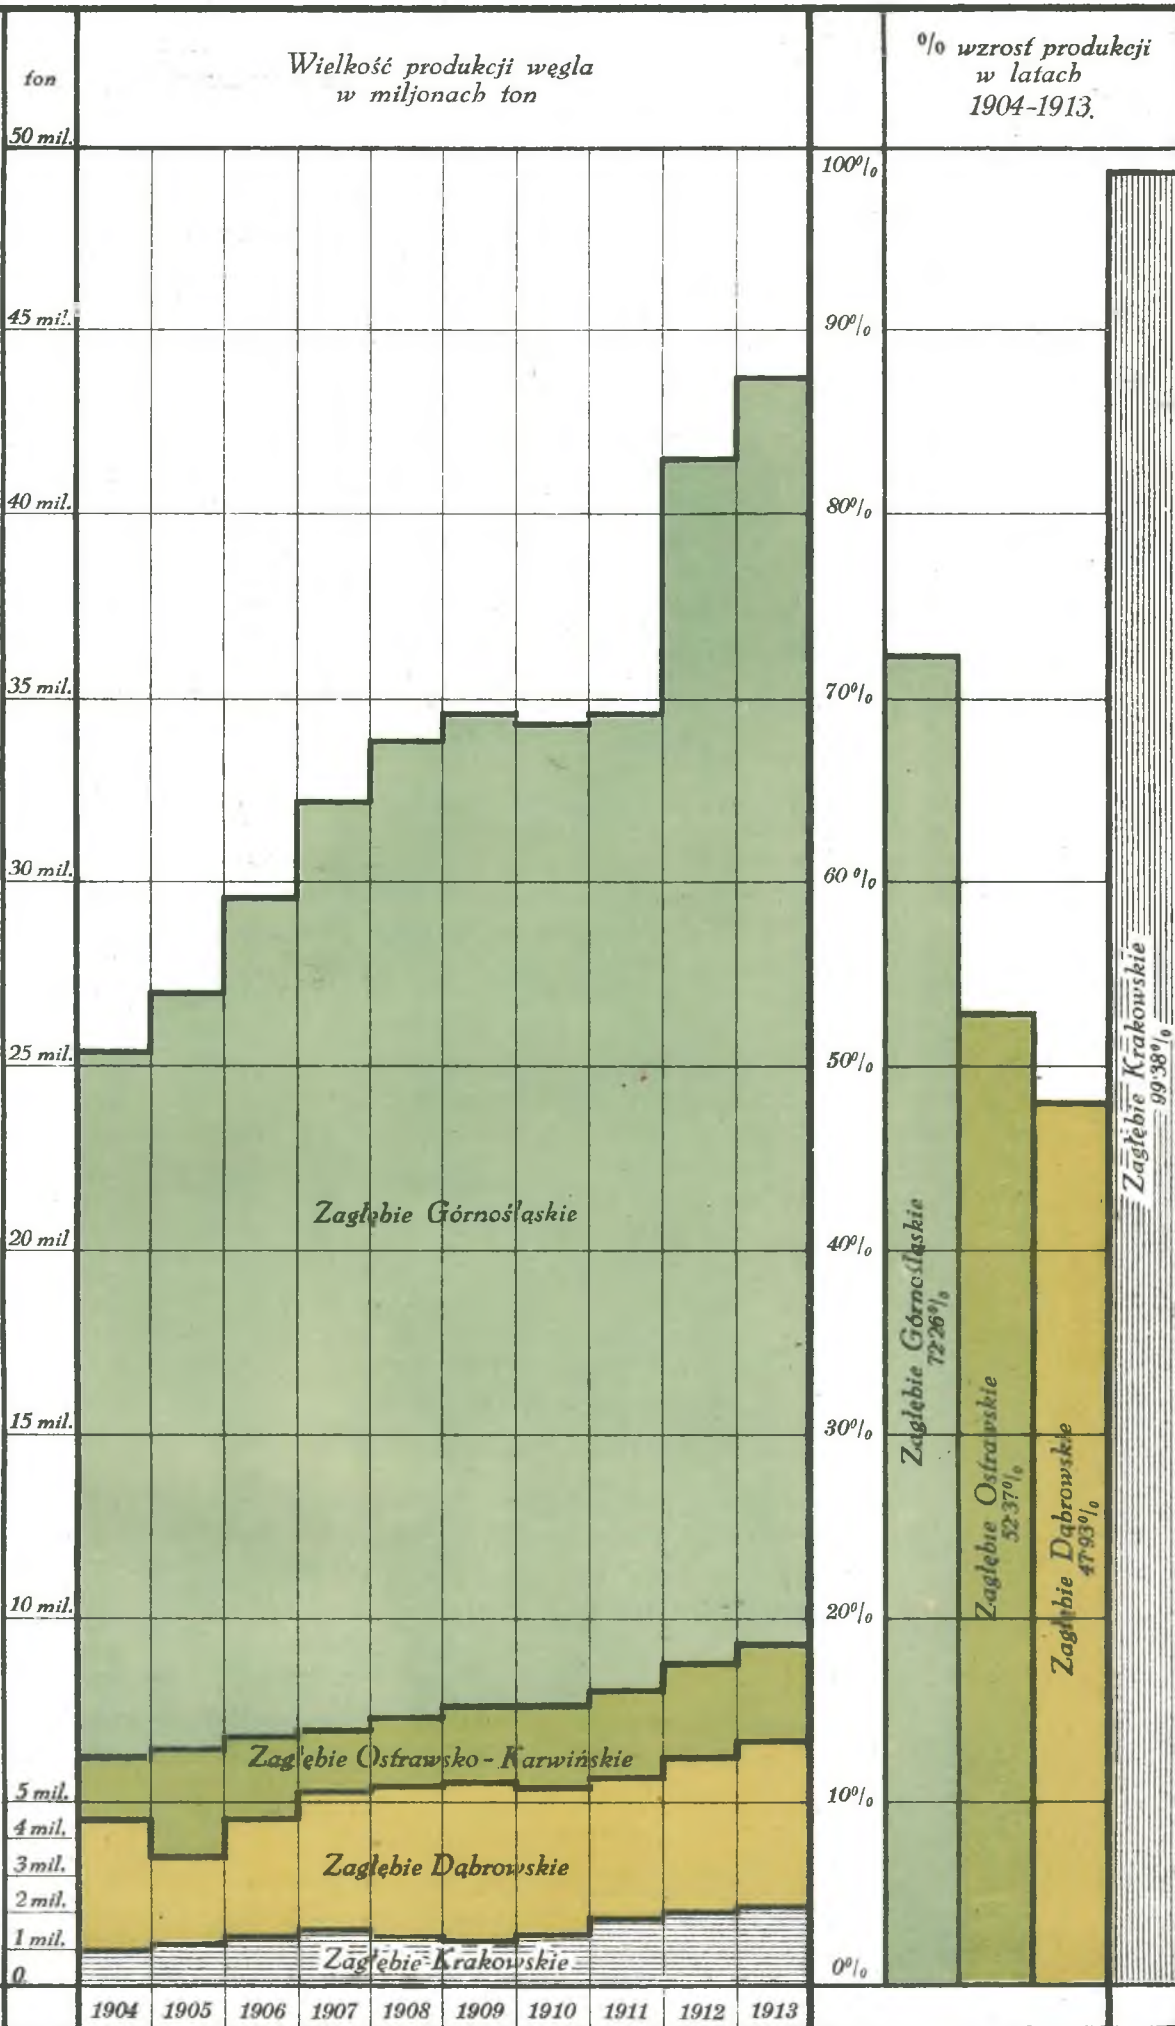 ton
Wielkość produkcji węgla
w miljonach ton
% wzrost produkcji
w latach
1904-1913.
50 mil.
45 mil.
40 mil.
35 mil.
30 mil.
25 mil.
20 mil
15 mil.
10 mil.
5 mil.
4 mil.
3 mil.
2 mil.
1 mil.
0
Zagłębie Górnośląskie
Zagłębie Ostrawsko-Karwińskie
Zagłębie Dąbrowskie
Zagłębie-Krakowskie
1904 1905 1906 1907 1908 1909 1910 1911 1912 1913
100%
90%
80%
70%
60%
50%
40%
30%
20%
10%
0%
Zagłębie Górnośląskie
72·26%
Zagłębie Ostrawskie
52·37%
Zagłębie Dąbrowskie
47·93%
Zagłębie Krakowskie
99·38%